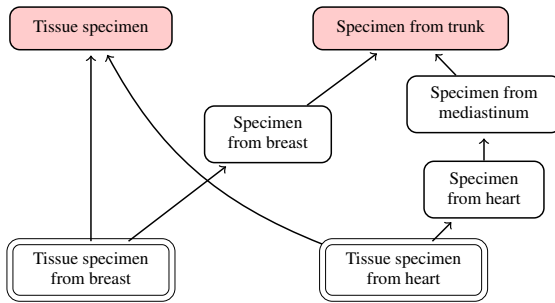 Tissue specimen
Specimen from trunk
Specimen from
mediastinum
Specimen
from breast
Specimen
from heart
Tissue specimen
from breast
Tissue specimen
from heart